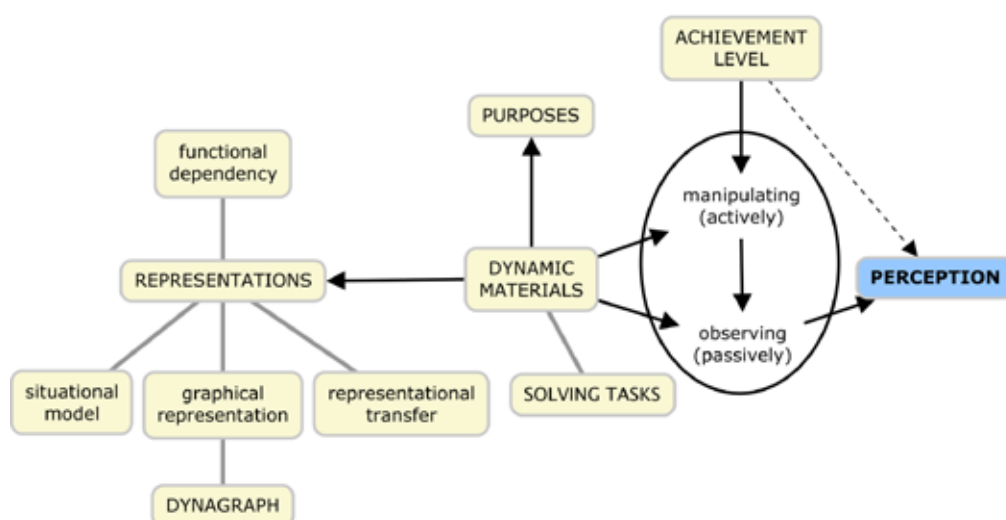 ACHIEVEMENT
LEVEL
PURPOSES
functional
dependency
manipulating
(actively)
REPRESENTATIONS
DYNAMIC
MATERIALS
PERCEPTION
observing
(passively)
situational
model
graphical
representation
representational
transfer
SOLVING TASKS
DYNAGRAPH